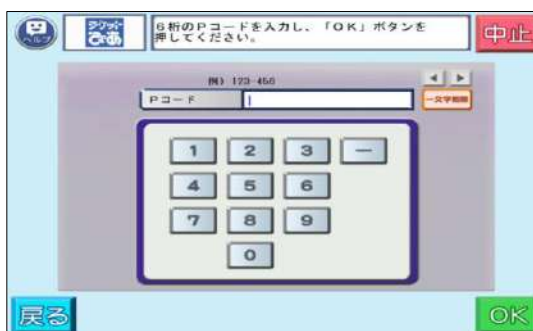 ヘルプ
チケット
ぴあ
6桁のPコードを入力し、「OK」ボタンを
押してください。
中止
例) 123-456
Pコード
一文字削除
1 2 3 ー
4 5 6
7 8 9
0
戻る
OK